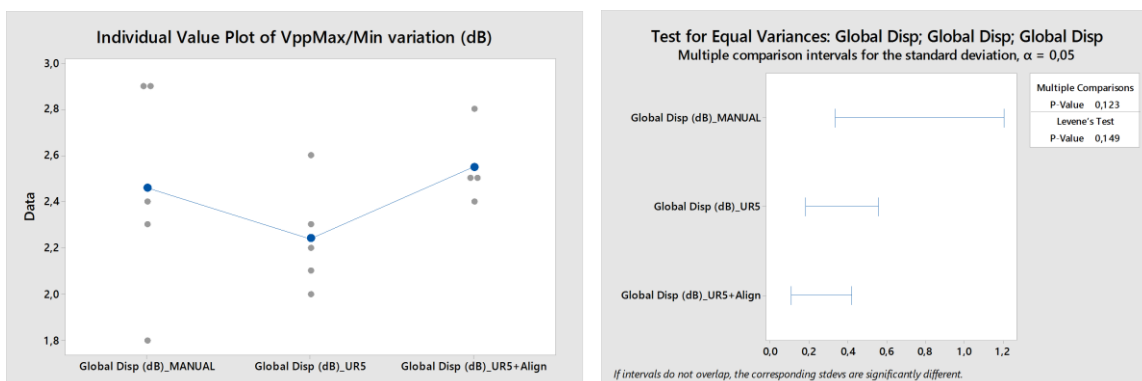 Individual Value Plot of VppMax/Min variation (dB)
3,0
2,8
2,6
2,4
2,2
2,0
1,8
Data
Global Disp (dB)_MANUAL
Global Disp (dB)_UR5
Global Disp (dB)_UR5+Align
Test for Equal Variances: Global Disp; Global Disp; Global Disp
Multiple comparison intervals for the standard deviation, α = 0,05
Global Disp (dB)_MANUAL
Global Disp (dB)_UR5
Global Disp (dB)_UR5+Align
0,0 0,2 0,4 0,6 0,8 1,0 1,2
Multiple Comparisons
P-Value 0,123
Levene's Test
P-Value 0,149
If intervals do not overlap, the corresponding stdevs are significantly different.